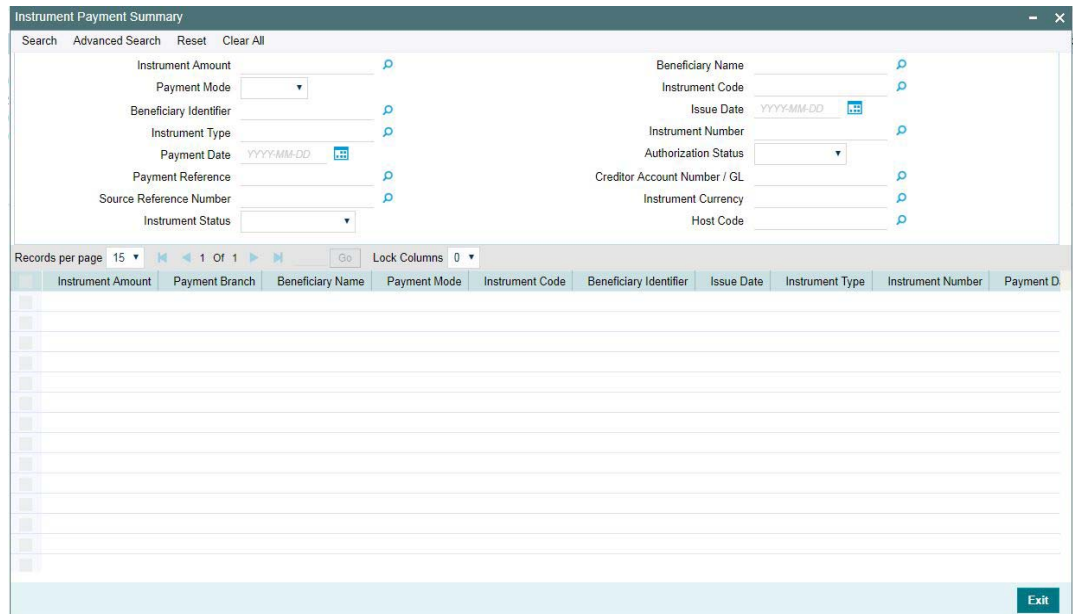 Instrument Payment Summary
Search Advanced Search Reset Clear All
Instrument Amount
Beneficiary Name
Payment Mode
Instrument Code
Beneficiary Identifier
Issue Date YYYY-MM-DD
Instrument Type
Instrument Number
Payment Date YYYY-MM-DD
Authorization Status
Payment Reference
Creditor Account Number / GL
Source Reference Number
Instrument Currency
Instrument Status
Host Code
Records per page 15 1 Of 1 Go Lock Columns 0
Instrument Amount Payment Branch Beneficiary Name Payment Mode Instrument Code Beneficiary Identifier Issue Date Instrument Type Instrument Number Payment D
Exit